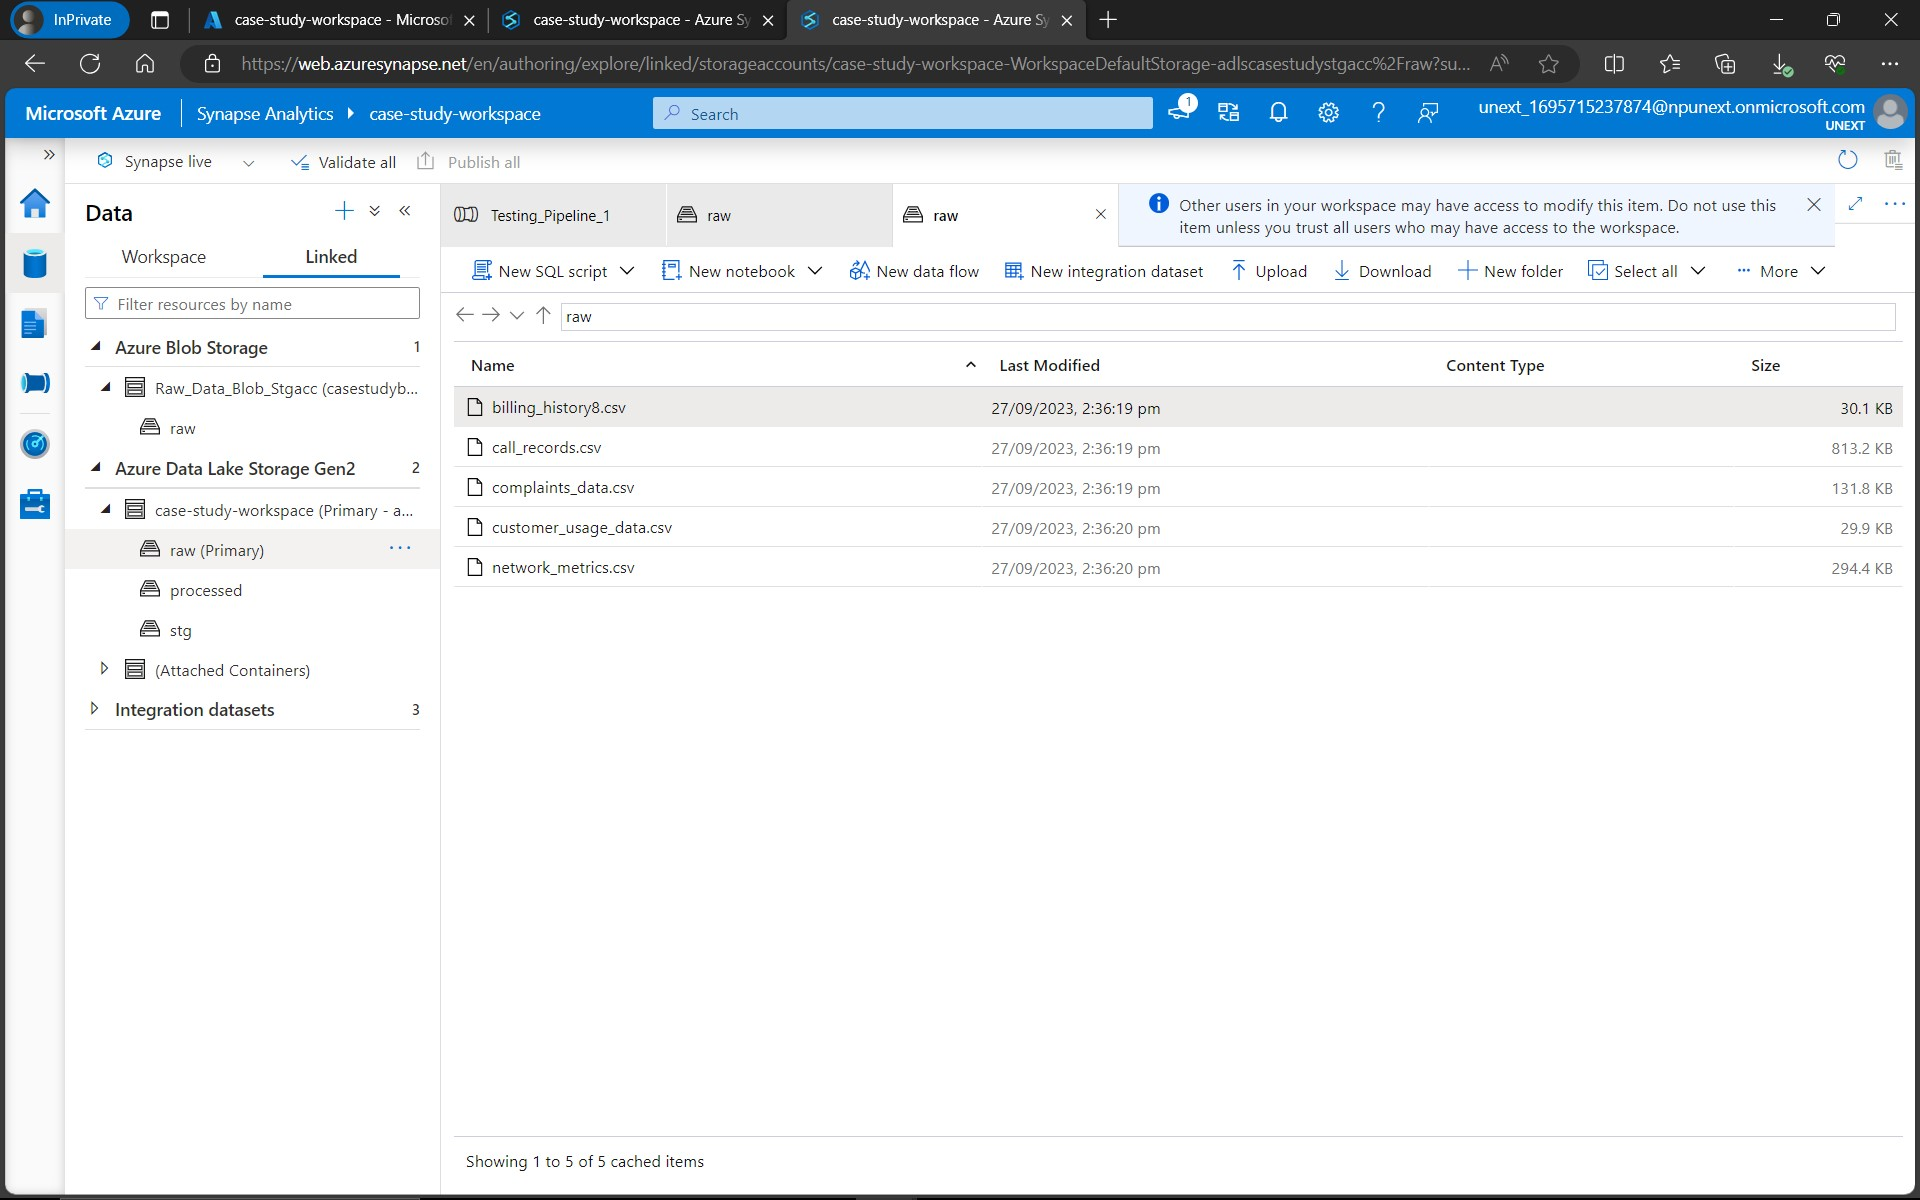 InPrivate
case-study-workspace - Microso
case-study-workspace - Azure Sy
case-study-workspace - Azure Sy
https://web.azuresynapse.net/en/authoring/explore/linked/storageaccounts/case-study-workspace-WorkspaceDefaultStorage-adlscasestudystgacc%2Fraw?su...
Microsoft Azure
Synapse Analytics
case-study-workspace
Search
1
unext_1695715237874@npunext.onmicrosoft.com
UNEXT
Synapse live
Validate all
Publish all
Data
Workspace
Linked
Filter resources by name
Azure Blob Storage 1
Raw_Data_Blob_Stgacc (casestudyb...
raw
Azure Data Lake Storage Gen2 2
case-study-workspace (Primary - a...
raw (Primary)
processed
stg
(Attached Containers)
Integration datasets 3
Testing_Pipeline_1
raw
raw
Other users in your workspace may have access to modify this item. Do not use this
item unless you trust all users who may have access to the workspace.
New SQL script
New notebook
New data flow
New integration dataset
Upload
Download
New folder
Select all
More
raw
Name Last Modified Content Type Size
billing_history8.csv 27/09/2023, 2:36:19 pm 30.1 KB
call_records.csv 27/09/2023, 2:36:19 pm 813.2 KB
complaints_data.csv 27/09/2023, 2:36:19 pm 131.8 KB
customer_usage_data.csv 27/09/2023, 2:36:20 pm 29.9 KB
network_metrics.csv 27/09/2023, 2:36:20 pm 294.4 KB
Showing 1 to 5 of 5 cached items